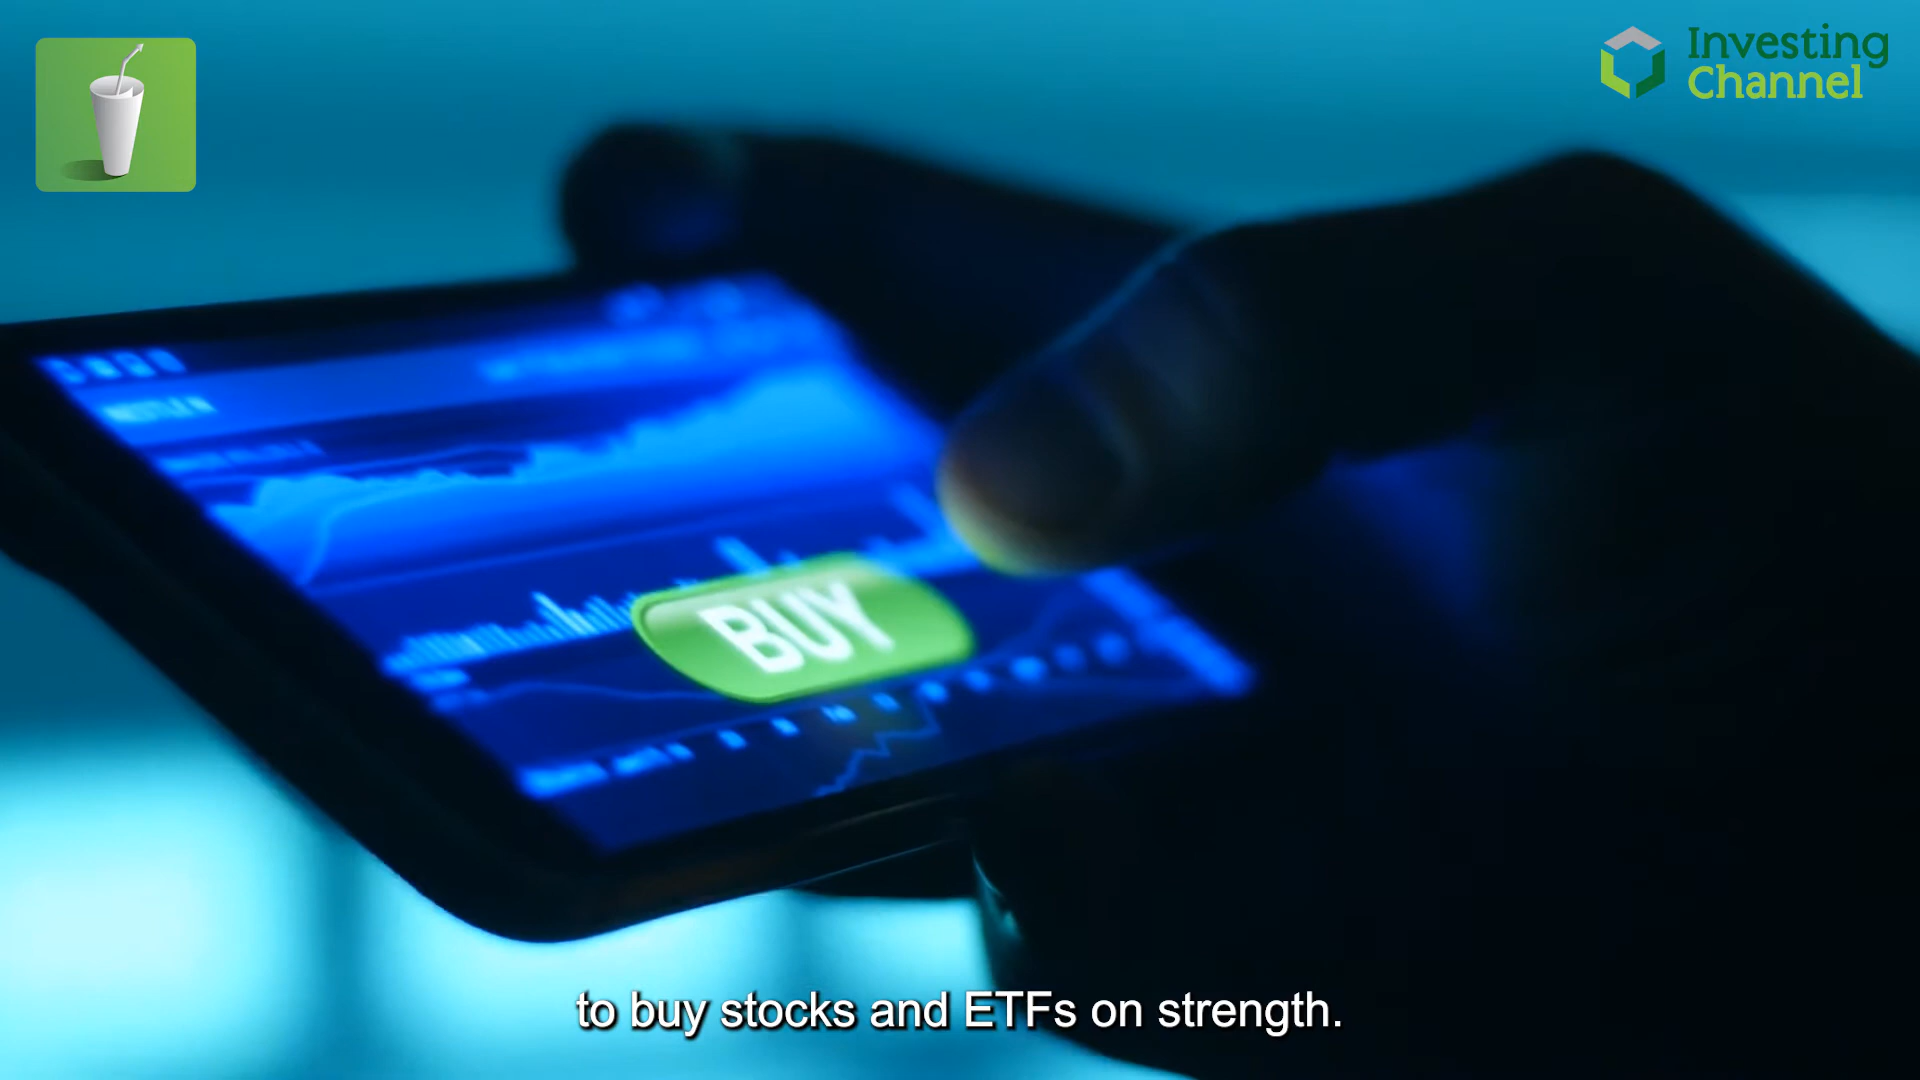 Investing
Channel
BUY
to buy stocks and ETFs on strength.